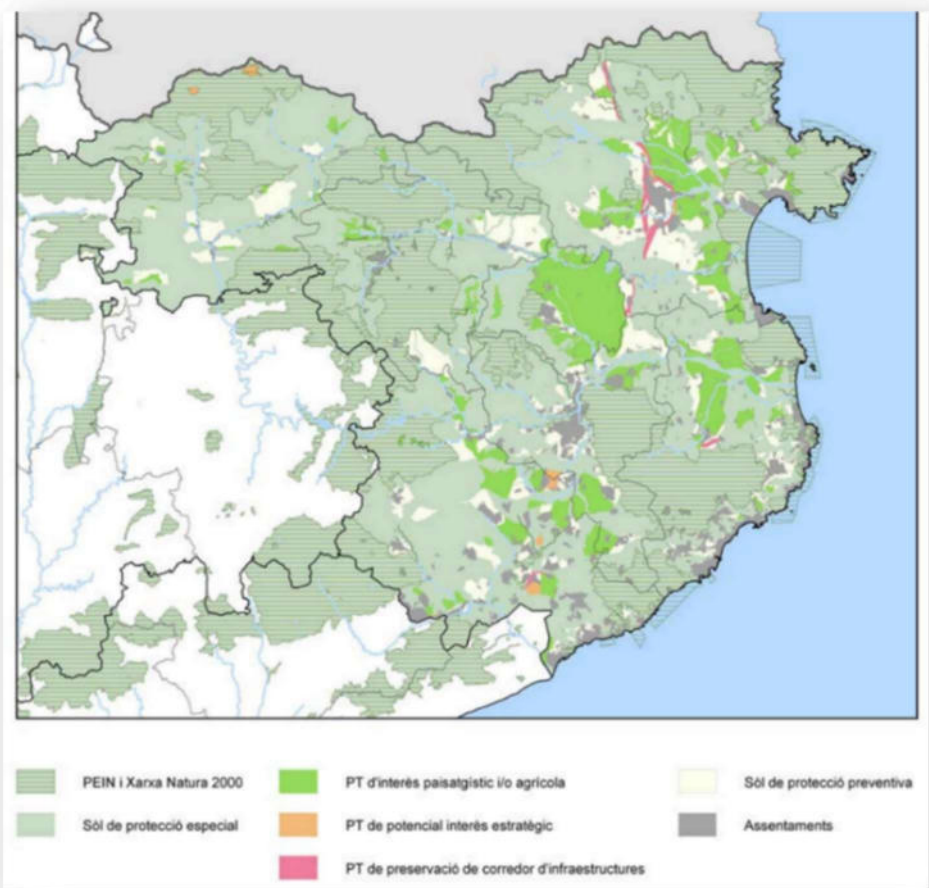 PEIN i Xarxa Natura 2000
PT d'interès paisatgístic i/o agrícola
Sòl de protecció preventiva
Sòl de protecció especial
PT de potencial interès estratègic
Assentaments
PT de preservació de corredor d'infraestructures